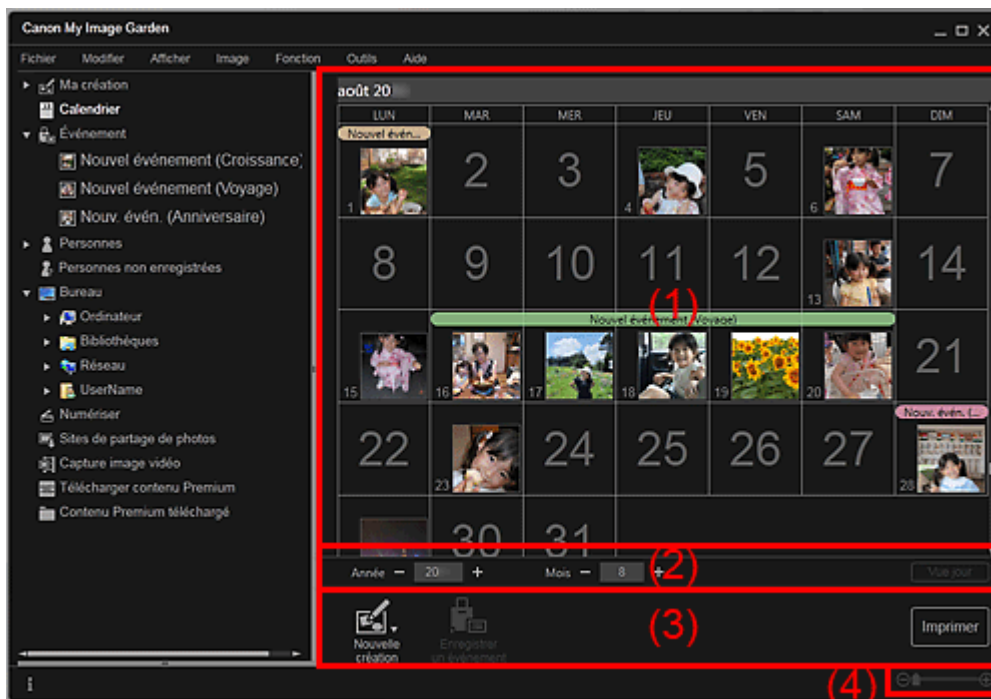 Canon My Image Garden
Fichier Modifier Afficher Image Fonction Outils Aide
Ma création
Calendrier
Événement
Nouvel événement (Croissance)
Nouvel événement (Voyage)
Nouv. évén. (Anniversaire)
Personnes
Personnes non enregistrées
Bureau
Ordinateur
Bibliothèques
Réseau
UserName
Numériser
Sites de partage de photos
Capture image vidéo
Télécharger contenu Premium
Contenu Premium téléchargé
août 20
LUN MAR MER JEU VEN SAM DIM
Nouvel évén...
1 2 3 4 5 6 7
8 9 10 11 12 13 14
(1)
Nouvel événement (Voyage)
15 16 17 18 19 20 21
Nouv. évén. (...
22 23 24 25 26 27 28
30 31
Année − 20 + Mois − 8 + Vue jour
(2)
Nouvelle création
Enregistrer un événement
(3)
Imprimer
(4)